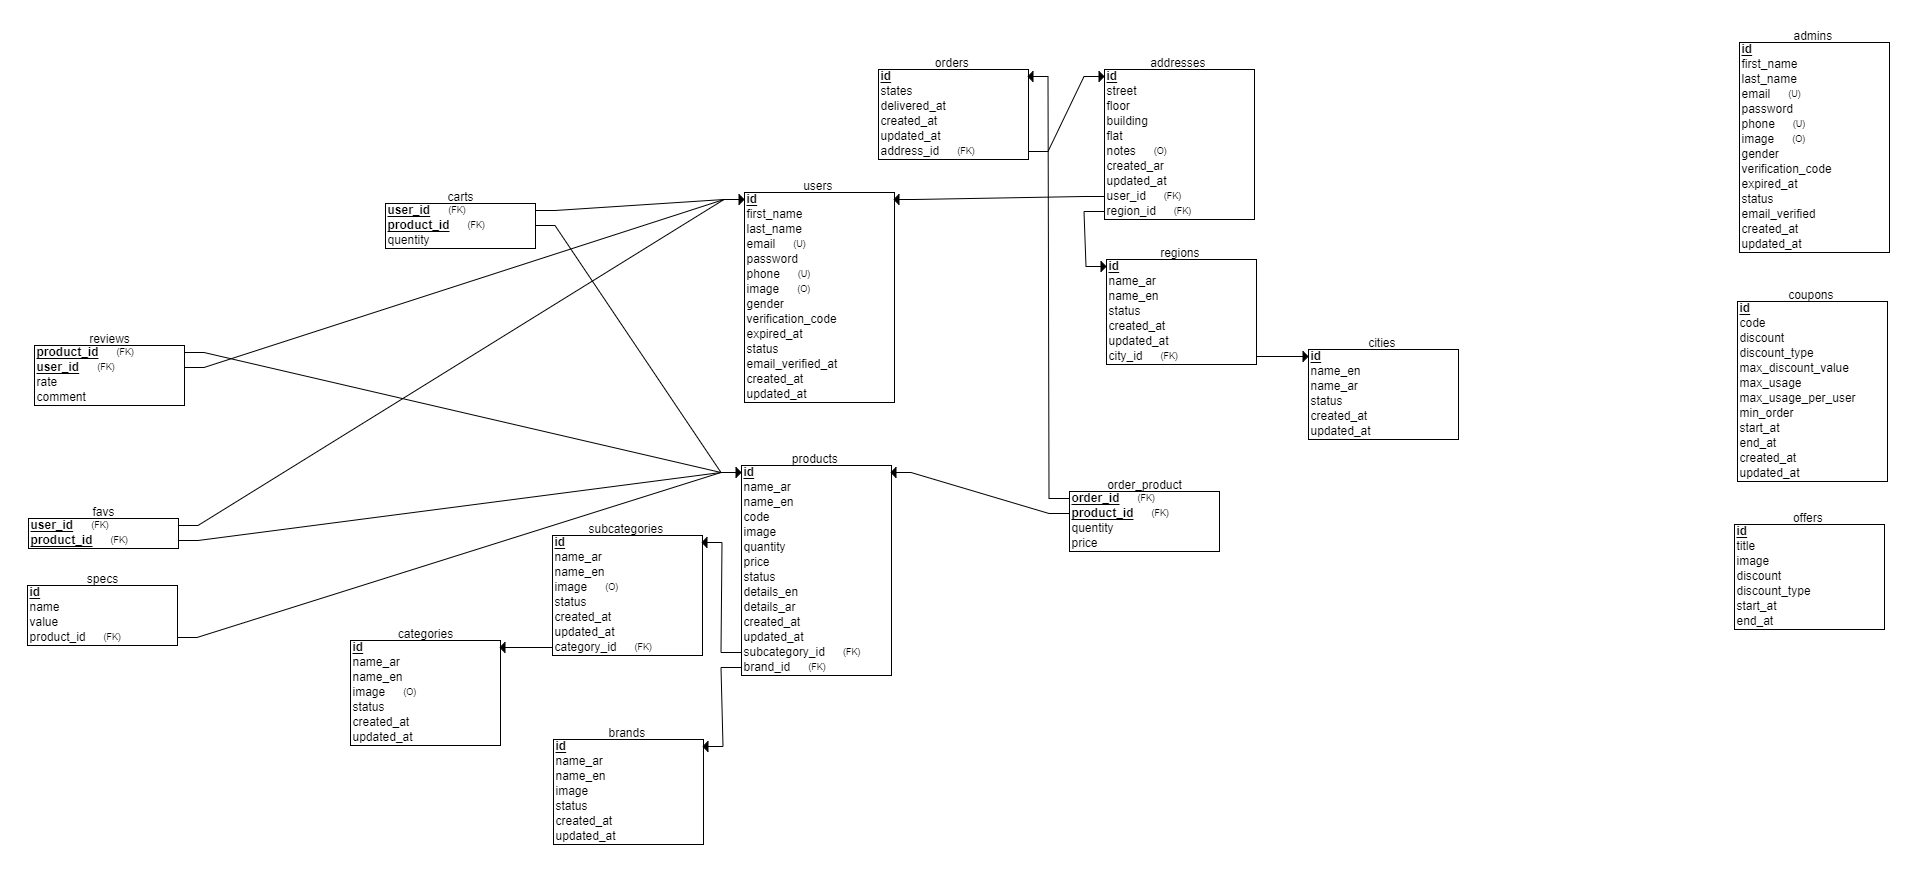 orders
id
states
delivered_at
created_at
updated_at
address_id (FK)
addresses
id
street
floor
building
flat
notes (O)
created_ar
updated_at
user_id (FK)
region_id (FK)
admins
id
first_name
last_name
email (U)
password
phone (U)
image (O)
gender
verification_code
expired_at
status
email_verified
created_at
updated_at
carts
user_id (FK)
product_id (FK)
quentity
users
id
first_name
last_name
email (U)
password
phone (U)
image (O)
gender
verification_code
expired_at
status
email_verified_at
created_at
updated_at
regions
id
name_ar
name_en
status
created_at
updated_at
city_id (FK)
cities
id
name_en
name_ar
status
created_at
updated_at
coupons
id
code
discount
discount_type
max_discount_value
max_usage
max_usage_per_user
min_order
start_at
end_at
created_at
updated_at
reviews
product_id (FK)
user_id (FK)
rate
comment
favs
user_id (FK)
product_id (FK)
specs
id
name
value
product_id (FK)
subcategories
id
name_ar
name_en
image (O)
status
created_at
updated_at
category_id (FK)
products
id
name_ar
name_en
code
image
quantity
price
status
details_en
details_ar
created_at
updated_at
subcategory_id (FK)
brand_id (FK)
order_product
order_id (FK)
product_id (FK)
quentity
price
offers
id
title
image
discount
discount_type
start_at
end_at
categories
id
name_ar
name_en
image (O)
status
created_at
updated_at
brands
id
name_ar
name_en
image
status
created_at
updated_at